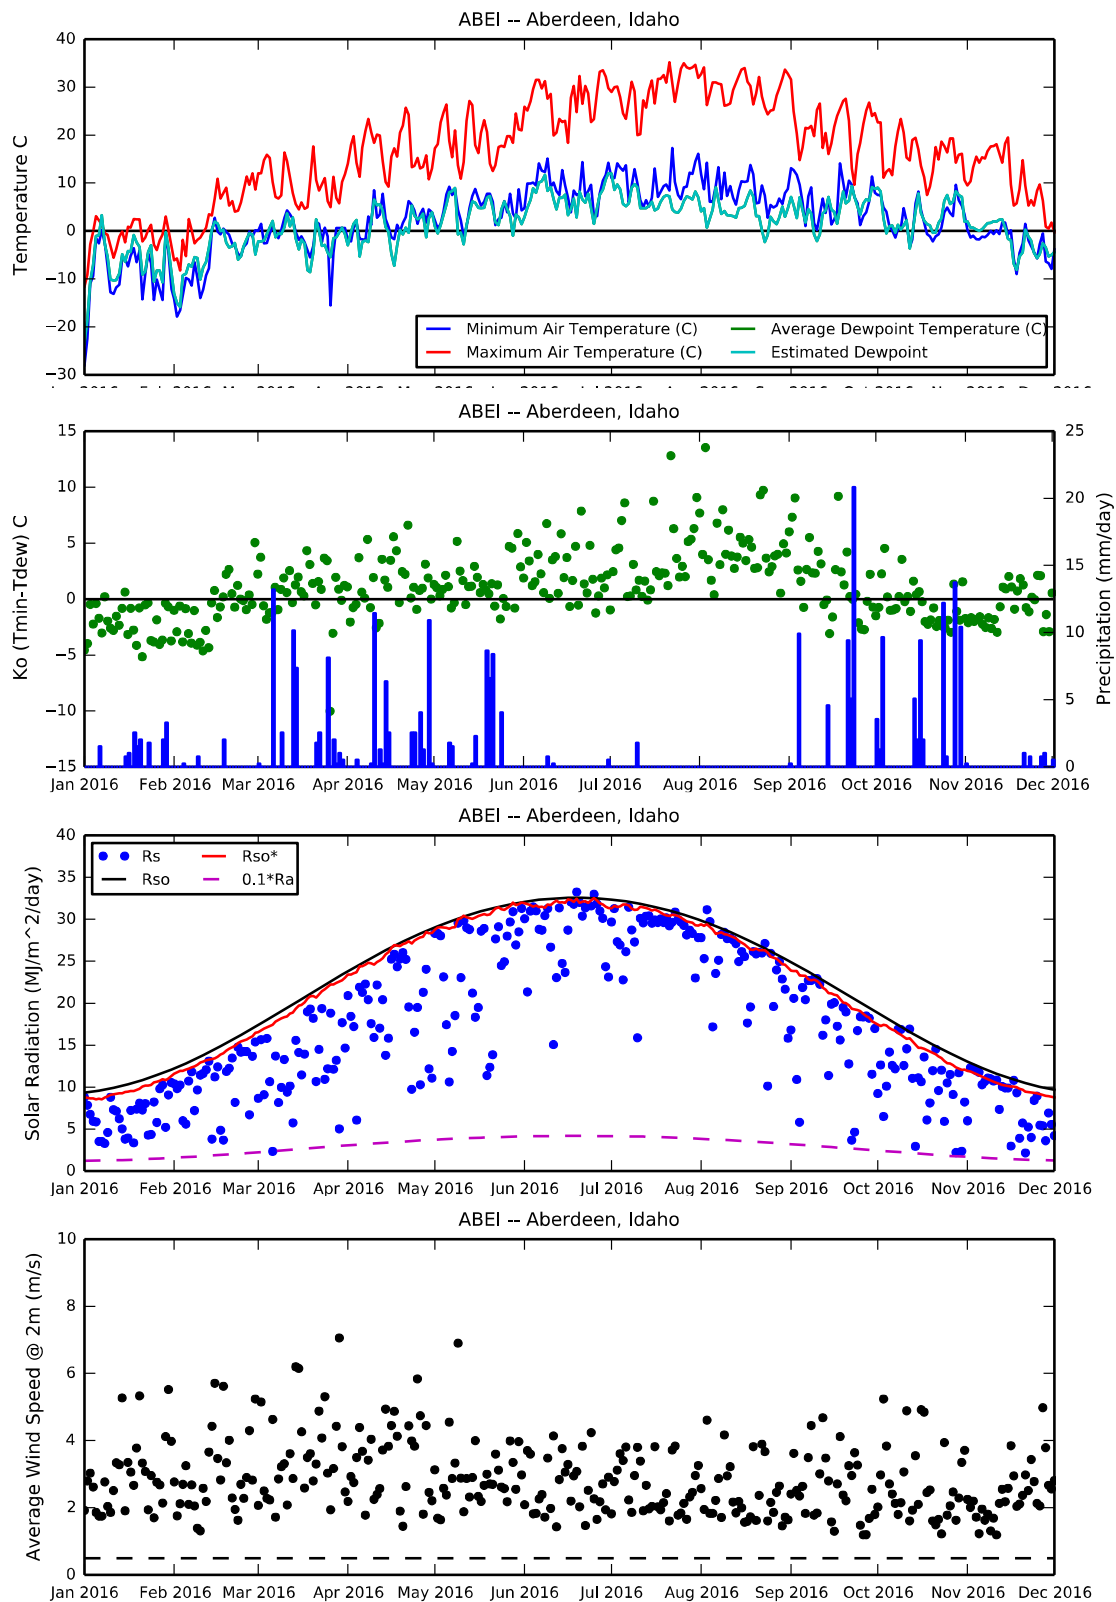 ABEI -- Aberdeen, Idaho
40
30
20
10
0
−10
−20
−30
Temperature C
Minimum Air Temperature (C)
Maximum Air Temperature (C)
Average Dewpoint Temperature (C)
Estimated Dewpoint
ABEI -- Aberdeen, Idaho
15
10
5
0
−5
−10
−15
Ko (Tmin-Tdew) C
25
20
15
10
5
0
Precipitation (mm/day)
Jan 2016 Feb 2016 Mar 2016 Apr 2016 May 2016 Jun 2016 Jul 2016 Aug 2016 Sep 2016 Oct 2016 Nov 2016 Dec 2016
ABEI -- Aberdeen, Idaho
40
35
30
25
20
15
10
5
0
Solar Radiation (MJ/m^2/day)
Rs
Rso
Rso*
0.1*Ra
Jan 2016 Feb 2016 Mar 2016 Apr 2016 May 2016 Jun 2016 Jul 2016 Aug 2016 Sep 2016 Oct 2016 Nov 2016 Dec 2016
ABEI -- Aberdeen, Idaho
10
8
6
4
2
0
Average Wind Speed @ 2m (m/s)
Jan 2016 Feb 2016 Mar 2016 Apr 2016 May 2016 Jun 2016 Jul 2016 Aug 2016 Sep 2016 Oct 2016 Nov 2016 Dec 2016